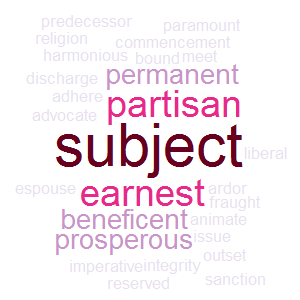 predecessor paramount
religion commencement
harmonious bound meet
discharge permanent
adhere partisan
advocate
subject
liberal
espouse earnest ardor
fraught
beneficent animate
prosperous issue
outset
imperative integrity
reserved sanction